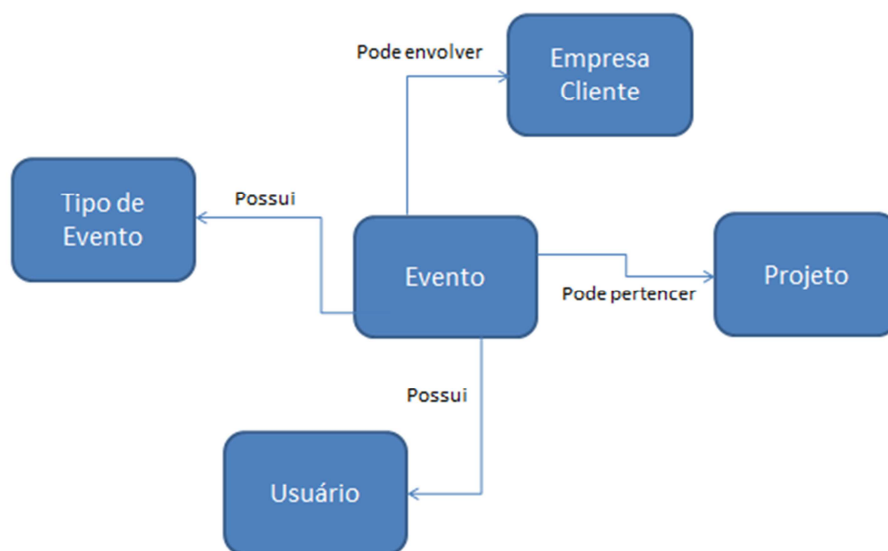 Pode envolver
Empresa
Cliente
Tipo de
Evento
Possui
Evento
Pode pertencer
Projeto
Possui
Usuário